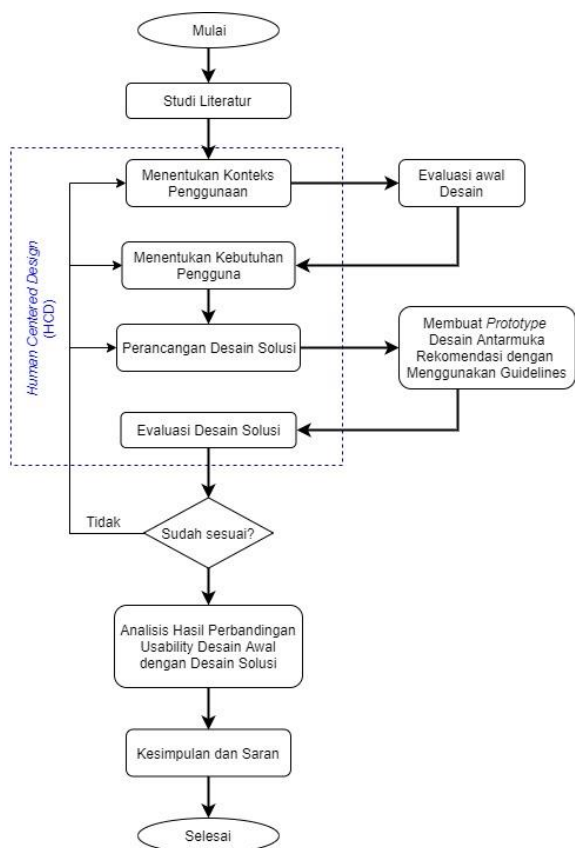 Mulai
Studi Literatur
Human Centered Design
(HCD)
Menentukan Konteks
Penggunaan
Evaluasi awal
Desain
Menentukan Kebutuhan
Pengguna
Perancangan Desain Solusi
Membuat Prototype
Desain Antarmuka
Rekomendasi dengan
Menggunakan Guidelines
Evaluasi Desain Solusi
Tidak
Sudah sesuai?
Analisis Hasil Perbandingan
Usability Desain Awal
dengan Desain Solusi
Kesimpulan dan Saran
Selesai